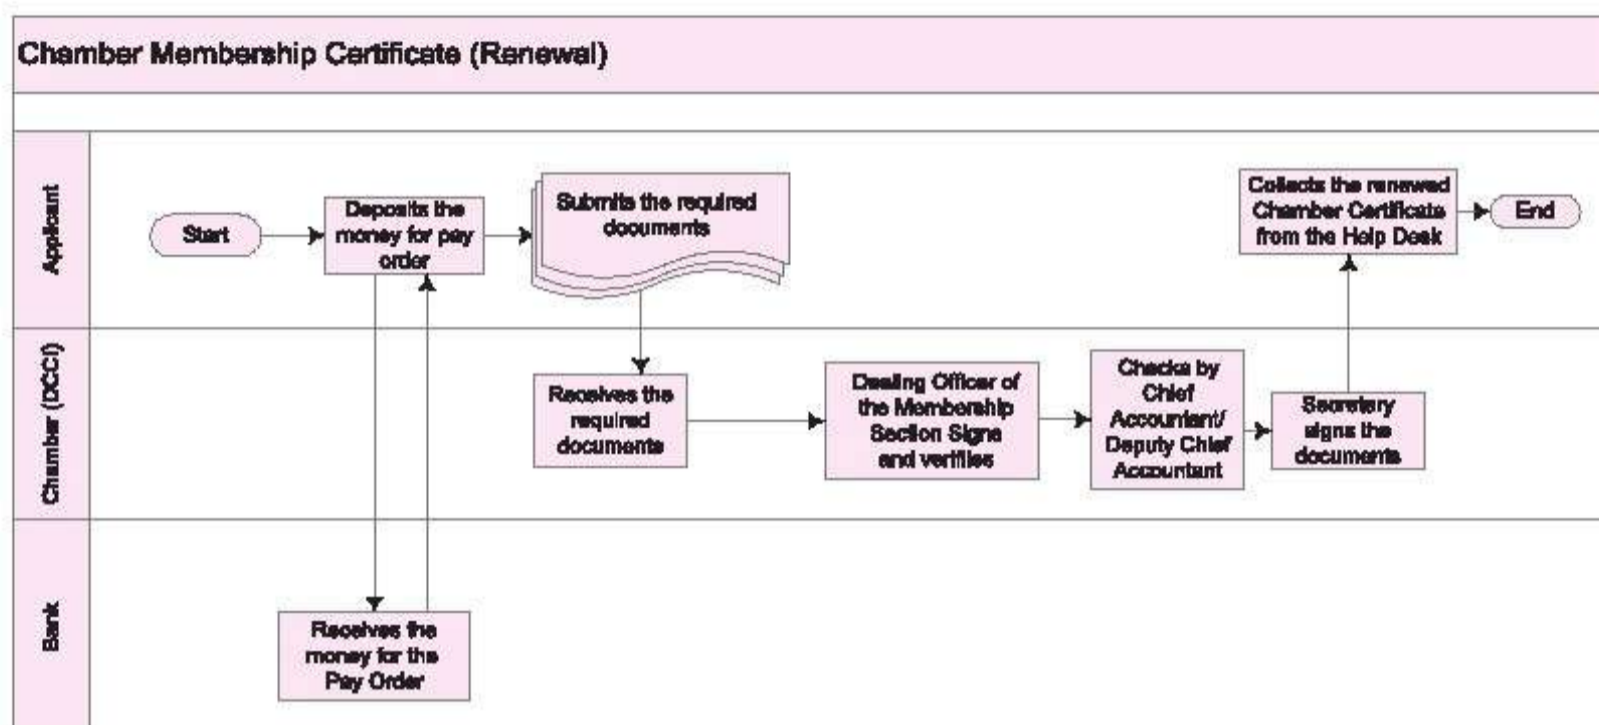 Chamber Membership Certificate (Renewal)
Applicant
Start
Deposits the
money for pay
order
Submits the required
documents
Collects the renewed
Chamber Certificate
from the Help Desk
End
Chamber (DCCI)
Receives the
required
documents
Dealing Officer of
the Membership
Section Signs
and verifies
Checks by
Chief
Accountant/
Deputy Chief
Accountant
Secretary
signs the
documents
Bank
Receives the
money for the
Pay Order